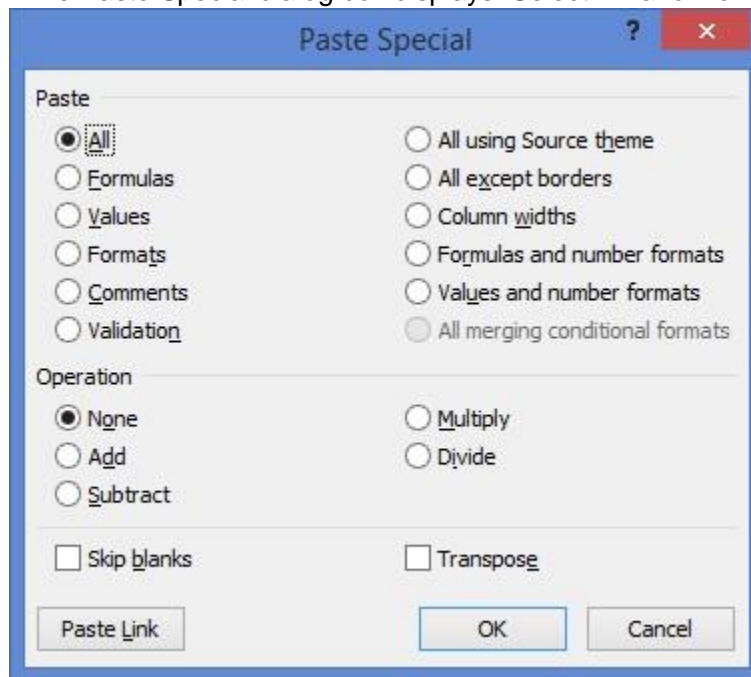 Paste Special ? ×
Paste
All
All using Source theme
Formulas
All except borders
Values
Column widths
Formats
Formulas and number formats
Comments
Values and number formats
Validation
All merging conditional formats
Operation
None
Multiply
Add
Divide
Subtract
Skip blanks
Transpose
Paste Link
OK
Cancel